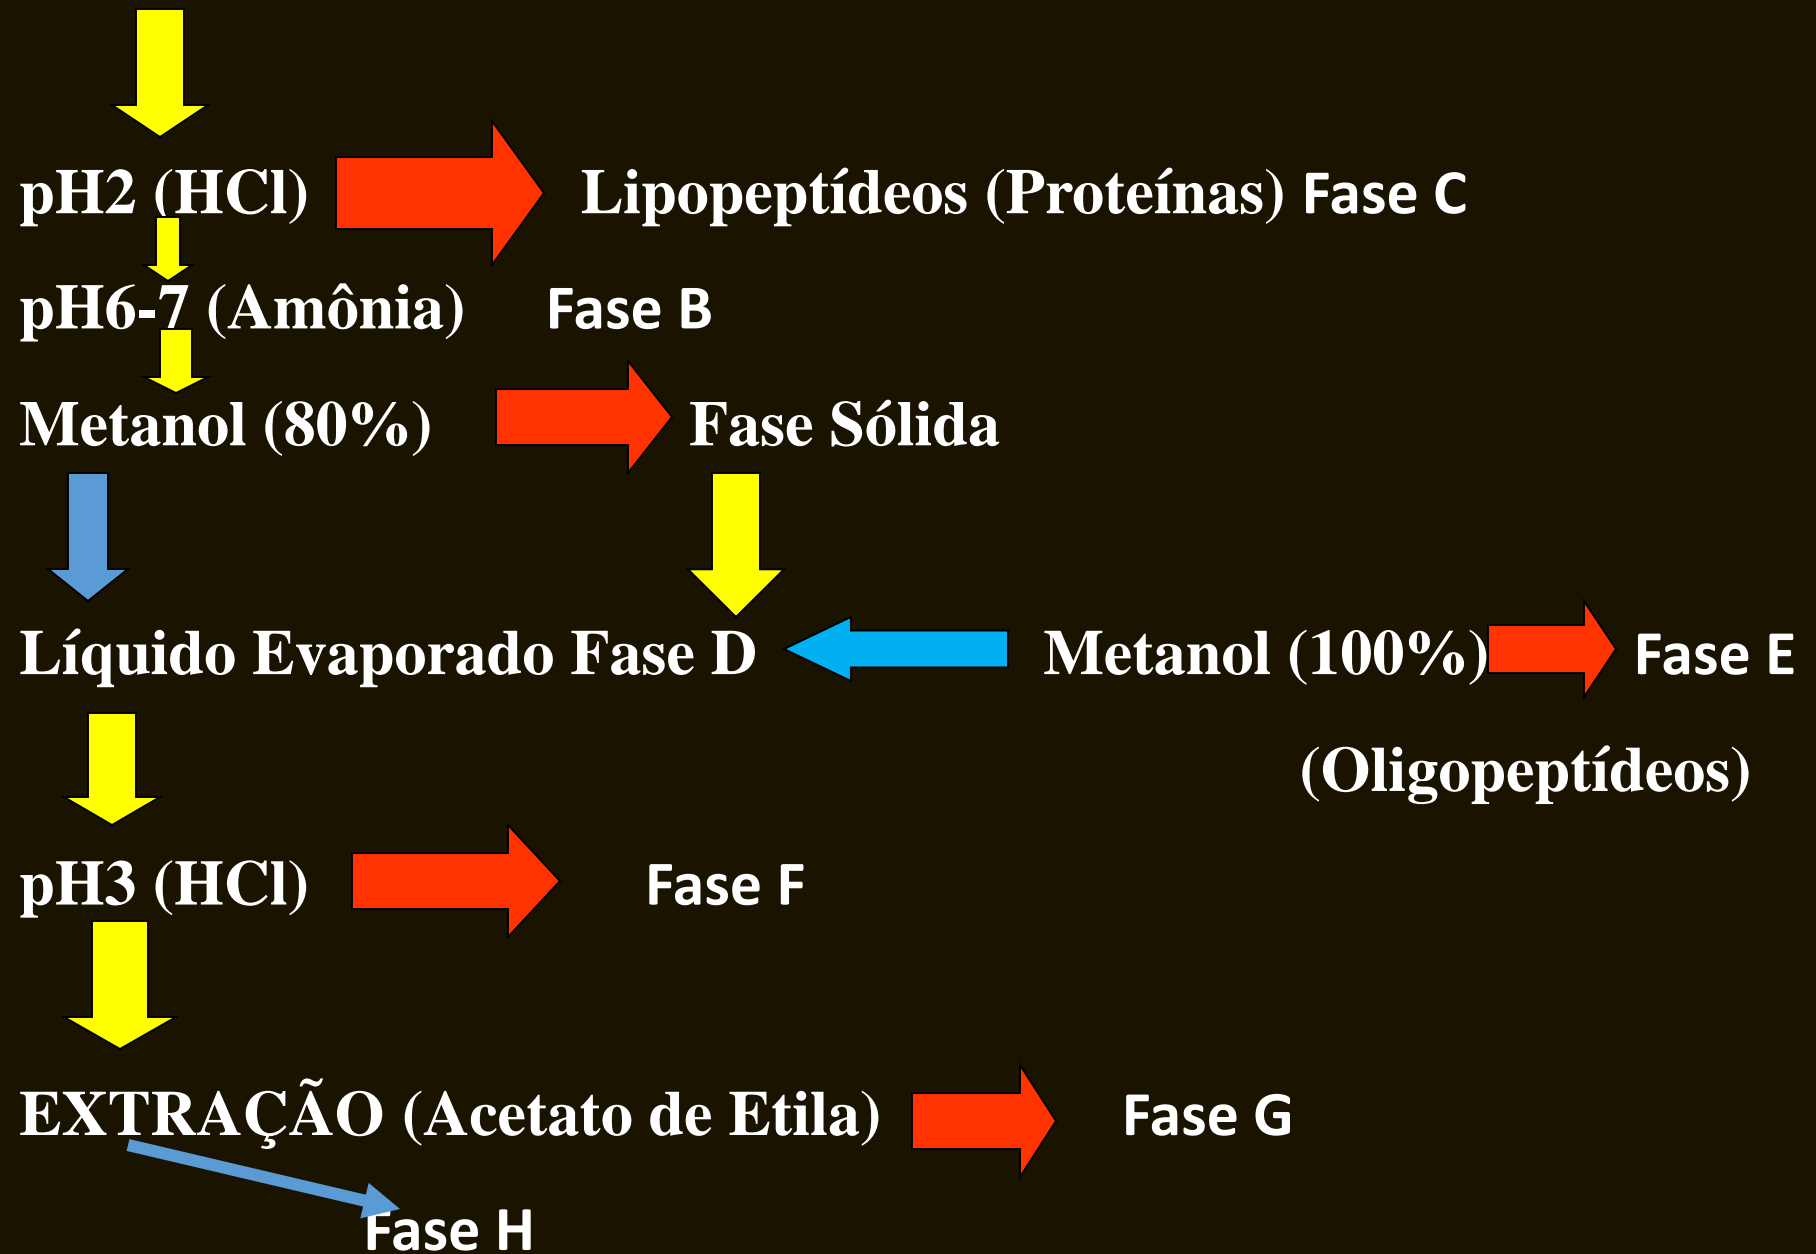 pH2 (HCl) Lipopeptídeos (Proteínas) Fase C
pH6-7 (Amônia) Fase B
Metanol (80%) Fase Sólida
Líquido Evaporado Fase D Metanol (100%) Fase E
(Oligopeptídeos)
pH3 (HCl) Fase F
EXTRAÇÃO (Acetato de Etila) Fase G
Fase H